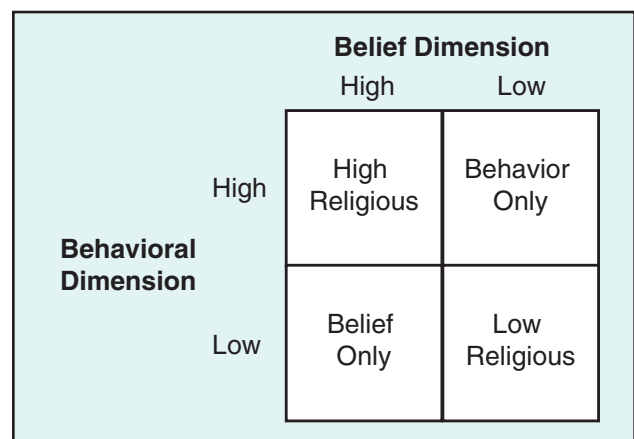 Belief Dimension
High Low
High
High
Religious
Behavior
Only
Behavioral
Dimension
Low
Belief
Only
Low
Religious